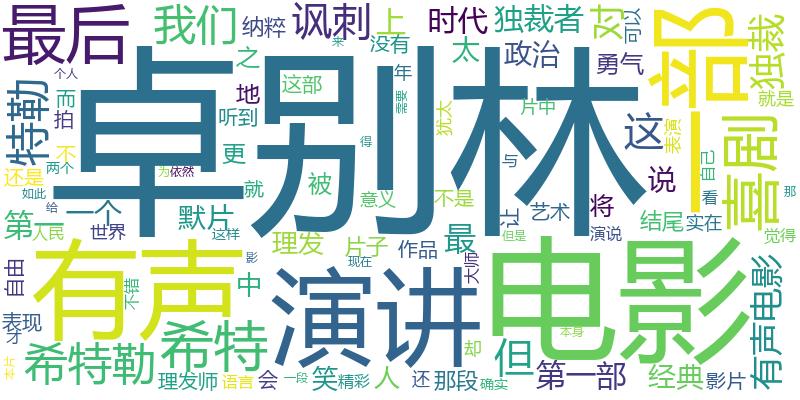 最后
我们
纳粹
讽刺
上
时代
独裁者
对
可以
一部
独裁
来
没有
之
个人
这部
年
太
政治
勇气
就是
特勒
而
地
拍
听到
需要
犹太
片中
卓别林
这
表演
喜剧
不
还是
两个
更
为
依然
得
与
说
自己
如此
给
一个
就
被
意义
不是
让
艺术
将
看
那
第一
人民
世界
默片
理发
片子
作品
最
演说
结尾
实在
觉得
这样
但是
现在
影
大师
自由
不错
有声
中
演讲
电影
有声电影
表现
才
希特
希特勒
本片
理发师
语言
会
一段
笑
精彩
人
却
还
那段
但
确实
第一部
本身
经典
影片